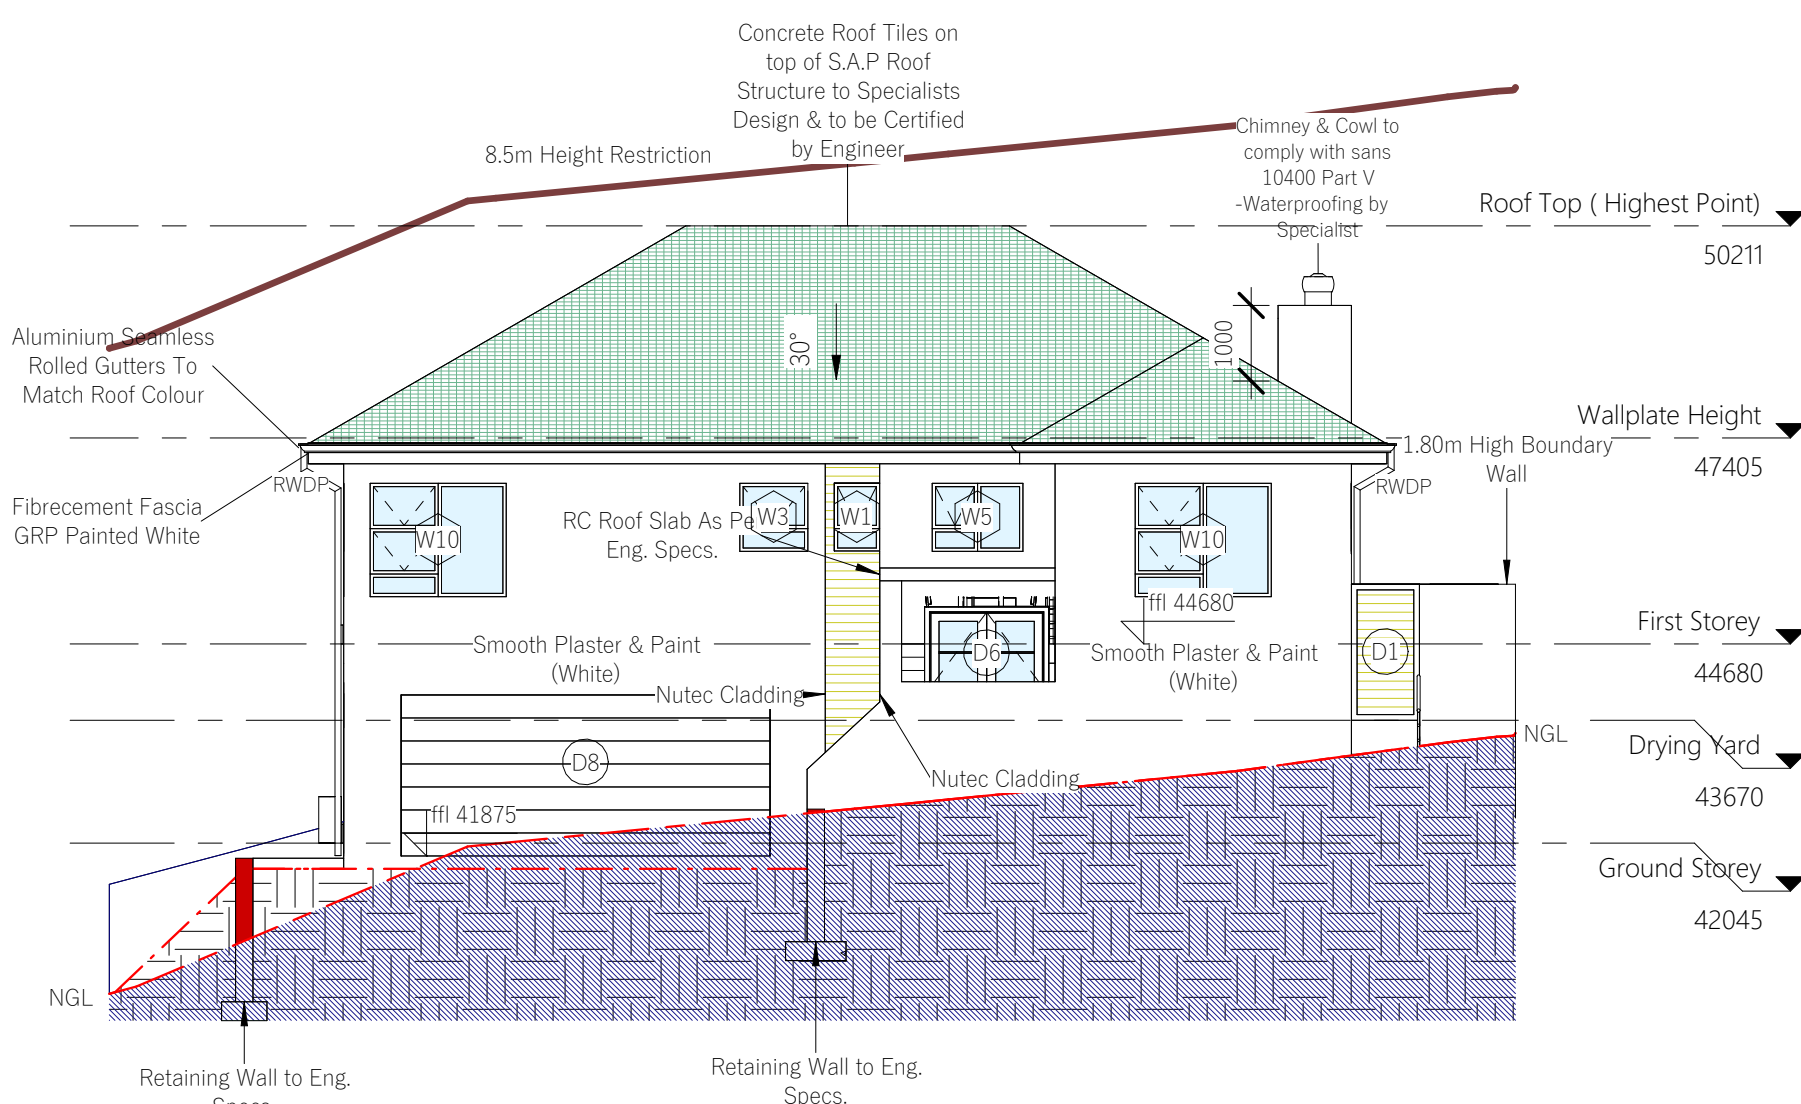 Concrete Roof Tiles on
top of S.A.P Roof
Structure to Specialists
Design & to be Certified
by Engineer
8.5m Height Restriction
Chimney & Cowl to
comply with sans
10400 Part V
-Waterproofing by
Specialist
Roof Top ( Highest Point)
50211
Aluminium Seamless
Rolled Gutters To
Match Roof Colour
30°
1000
Wallplate Height
47405
1.80m High Boundary
Wall
RWDP
RWDP
Fibrecement Fascia
GRP Painted White
W10
RC Roof Slab As Pe
Eng. Specs.
W3
W1
W5
W10
ffl 44680
First Storey
44680
Smooth Plaster & Paint
(White)
D6
Smooth Plaster & Paint
(White)
D1
Nutec Cladding
NGL
Drying Yard
43670
D8
Nutec Cladding
ffl 41875
Ground Storey
42045
NGL
Retaining Wall to Eng.
Specs.
Retaining Wall to Eng.
Specs.